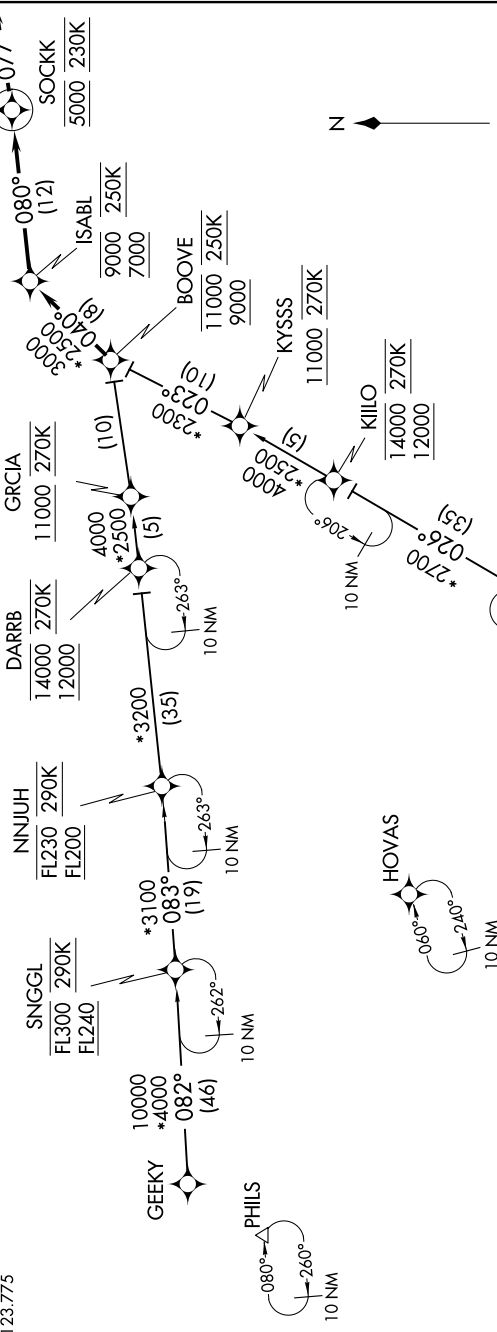 123.775
077
SOCKK
5000 230K
080°
(12)
ISABL
250K
9000
7000
3000
*2500
040°
(8)
BOOVE
11000 250K
9000
N
(10)
*2300
023°
(10)
KYSSS
11000 270K
GRCIA
11000 270K
4000
*2500
(5)
4000
*2500
(5)
KIILO
14000 270K
12000
206°
10 NM
*2700
026°
(35)
DARRB
14000 270K
12000
263°
10 NM
*3200
(35)
NNJUH
FL230 290K
FL200
263°
10 NM
*3100
083°
(19)
SNGGL
FL300 290K
FL240
262°
10 NM
10000
*4000
082°
(46)
GEEKY
HOVAS
060°
240°
10 NM
PHILS
080°
260°
10 NM